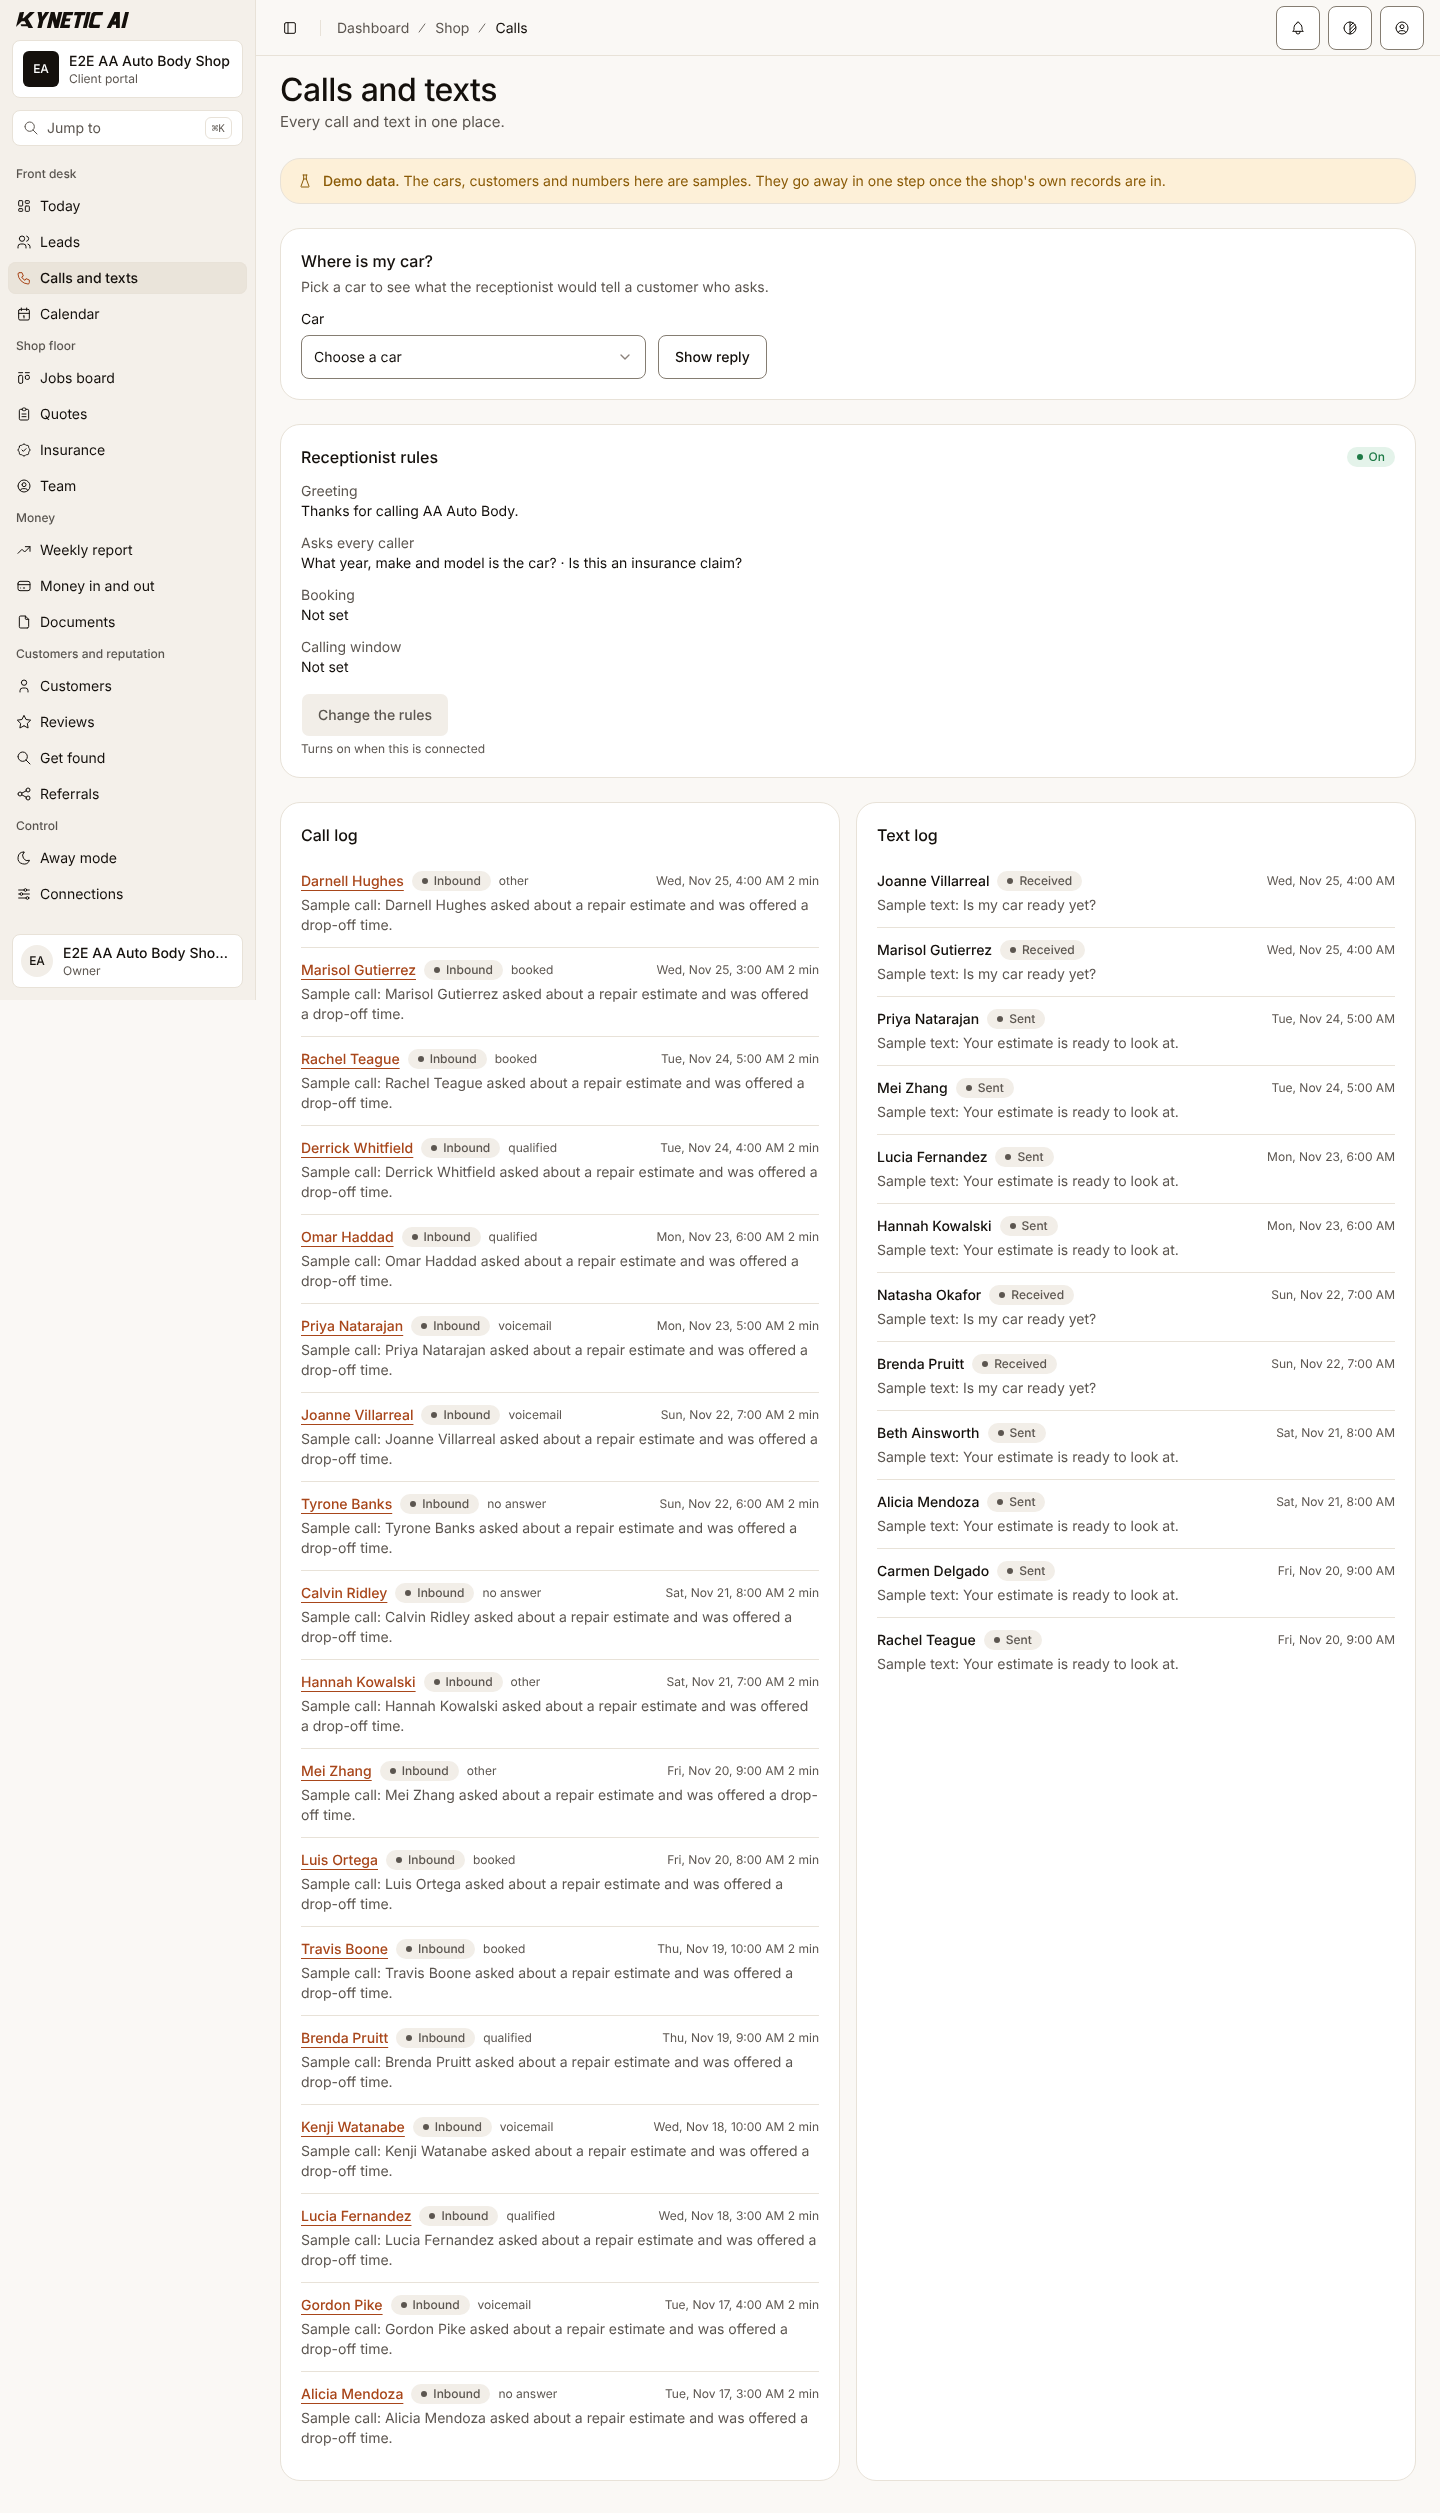 KYNETIC AI
EA
E2E AA Auto Body Shop
Client portal
Jump to
⌘K
Front desk
Today
Leads
Calls and texts
Calendar
Shop floor
Jobs board
Quotes
Insurance
Team
Money
Weekly report
Money in and out
Documents
Customers and reputation
Customers
Reviews
Get found
Referrals
Control
Away mode
Connections
EA
E2E AA Auto Body Sho...
Owner
Dashboard / Shop / Calls
Calls and texts
Every call and text in one place.
Demo data. The cars, customers and numbers here are samples. They go away in one step once the shop's own records are in.
Where is my car?
Pick a car to see what the receptionist would tell a customer who asks.
Car
Choose a car
Show reply
Receptionist rules
On
Greeting
Thanks for calling AA Auto Body.
Asks every caller
What year, make and model is the car? · Is this an insurance claim?
Booking
Not set
Calling window
Not set
Change the rules
Turns on when this is connected
Call log
Darnell Hughes Inbound other Wed, Nov 25, 4:00 AM 2 min
Sample call: Darnell Hughes asked about a repair estimate and was offered a
drop-off time.
Marisol Gutierrez Inbound booked Wed, Nov 25, 3:00 AM 2 min
Sample call: Marisol Gutierrez asked about a repair estimate and was offered
a drop-off time.
Rachel Teague Inbound booked Tue, Nov 24, 5:00 AM 2 min
Sample call: Rachel Teague asked about a repair estimate and was offered a
drop-off time.
Derrick Whitfield Inbound qualified Tue, Nov 24, 4:00 AM 2 min
Sample call: Derrick Whitfield asked about a repair estimate and was offered a
drop-off time.
Omar Haddad Inbound qualified Mon, Nov 23, 6:00 AM 2 min
Sample call: Omar Haddad asked about a repair estimate and was offered a
drop-off time.
Priya Natarajan Inbound voicemail Mon, Nov 23, 5:00 AM 2 min
Sample call: Priya Natarajan asked about a repair estimate and was offered a
drop-off time.
Joanne Villarreal Inbound voicemail Sun, Nov 22, 7:00 AM 2 min
Sample call: Joanne Villarreal asked about a repair estimate and was offered a
drop-off time.
Tyrone Banks Inbound no answer Sun, Nov 22, 6:00 AM 2 min
Sample call: Tyrone Banks asked about a repair estimate and was offered a
drop-off time.
Calvin Ridley Inbound no answer Sat, Nov 21, 8:00 AM 2 min
Sample call: Calvin Ridley asked about a repair estimate and was offered a
drop-off time.
Hannah Kowalski Inbound other Sat, Nov 21, 7:00 AM 2 min
Sample call: Hannah Kowalski asked about a repair estimate and was offered
a drop-off time.
Mei Zhang Inbound other Fri, Nov 20, 9:00 AM 2 min
Sample call: Mei Zhang asked about a repair estimate and was offered a drop-
off time.
Luis Ortega Inbound booked Fri, Nov 20, 8:00 AM 2 min
Sample call: Luis Ortega asked about a repair estimate and was offered a
drop-off time.
Travis Boone Inbound booked Thu, Nov 19, 10:00 AM 2 min
Sample call: Travis Boone asked about a repair estimate and was offered a
drop-off time.
Brenda Pruitt Inbound qualified Thu, Nov 19, 9:00 AM 2 min
Sample call: Brenda Pruitt asked about a repair estimate and was offered a
drop-off time.
Kenji Watanabe Inbound voicemail Wed, Nov 18, 10:00 AM 2 min
Sample call: Kenji Watanabe asked about a repair estimate and was offered a
drop-off time.
Lucia Fernandez Inbound qualified Wed, Nov 18, 3:00 AM 2 min
Sample call: Lucia Fernandez asked about a repair estimate and was offered a
drop-off time.
Gordon Pike Inbound voicemail Tue, Nov 17, 4:00 AM 2 min
Sample call: Gordon Pike asked about a repair estimate and was offered a
drop-off time.
Alicia Mendoza Inbound no answer Tue, Nov 17, 3:00 AM 2 min
Sample call: Alicia Mendoza asked about a repair estimate and was offered a
drop-off time.
Text log
Joanne Villarreal Received Wed, Nov 25, 4:00 AM
Sample text: Is my car ready yet?
Marisol Gutierrez Received Wed, Nov 25, 4:00 AM
Sample text: Is my car ready yet?
Priya Natarajan Sent Tue, Nov 24, 5:00 AM
Sample text: Your estimate is ready to look at.
Mei Zhang Sent Tue, Nov 24, 5:00 AM
Sample text: Your estimate is ready to look at.
Lucia Fernandez Sent Mon, Nov 23, 6:00 AM
Sample text: Your estimate is ready to look at.
Hannah Kowalski Sent Mon, Nov 23, 6:00 AM
Sample text: Your estimate is ready to look at.
Natasha Okafor Received Sun, Nov 22, 7:00 AM
Sample text: Is my car ready yet?
Brenda Pruitt Received Sun, Nov 22, 7:00 AM
Sample text: Is my car ready yet?
Beth Ainsworth Sent Sat, Nov 21, 8:00 AM
Sample text: Your estimate is ready to look at.
Alicia Mendoza Sent Sat, Nov 21, 8:00 AM
Sample text: Your estimate is ready to look at.
Carmen Delgado Sent Fri, Nov 20, 9:00 AM
Sample text: Your estimate is ready to look at.
Rachel Teague Sent Fri, Nov 20, 9:00 AM
Sample text: Your estimate is ready to look at.